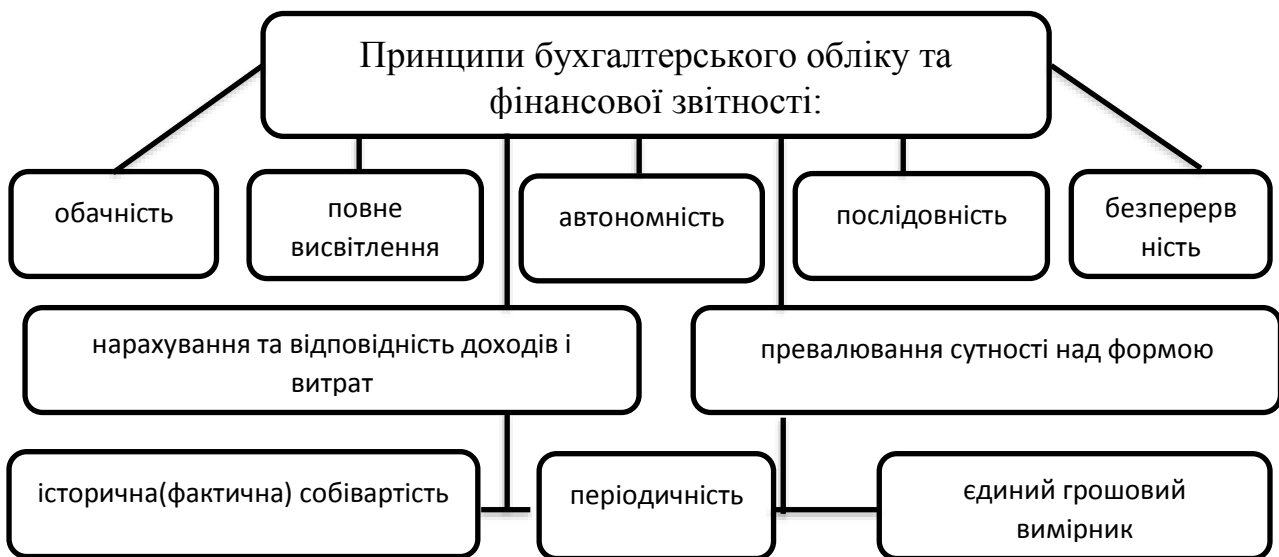 Принципи бухгалтерського обліку та
фінансової звітності:
обачність
повне
висвітлення
автономність
послідовність
безперерв
ність
нарахування та відповідність доходів і
витрат
превалювання сутності над формою
історична(фактична) собівартість
періодичність
єдиний грошовий
вимірник